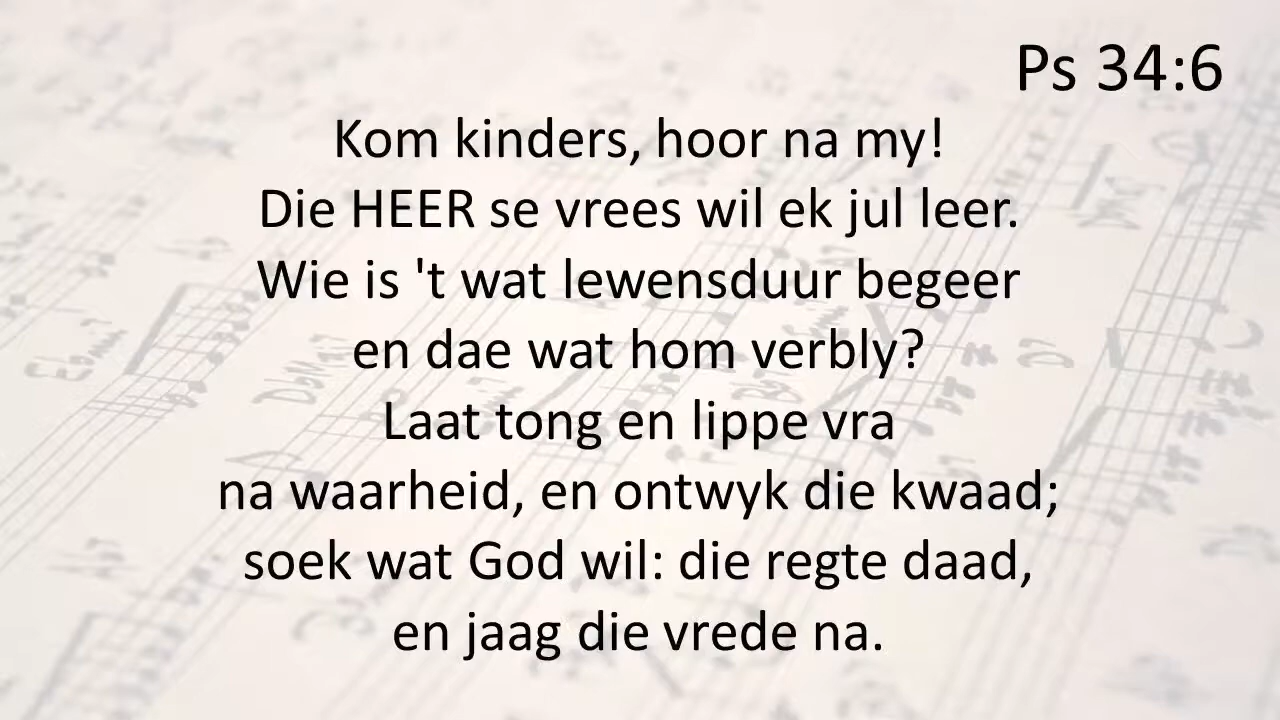 Ps 34:6
Kom kinders, hoor na my!
Die HEER se vrees wil ek jul leer.
Wie is 't wat lewensduur begeer
en dae wat hom verbly?
Laat tong en lippe vra
na waarheid, en ontwyk die kwaad;
soek wat God wil: die regte daad,
en jaag die vrede na.